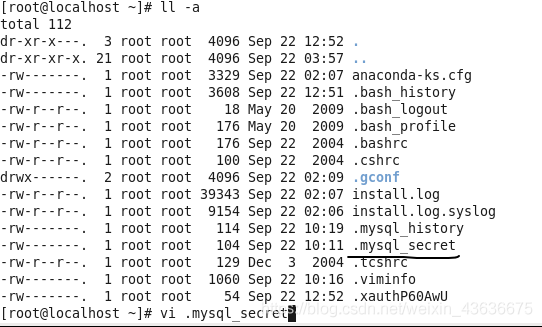 [root@localhost ~]# ll -a
total 112
dr-xr-x---.  3 root root  4096 Sep 22 12:52 .
dr-xr-xr-x. 21 root root  4096 Sep 22 03:57 ..
-rw-------.  1 root root  3329 Sep 22 02:07 anaconda-ks.cfg
-rw-------.  1 root root  3608 Sep 22 12:51 .bash_history
-rw-r--r--.  1 root root    18 May 20  2009 .bash_logout
-rw-r--r--.  1 root root   176 May 20  2009 .bash_profile
-rw-r--r--.  1 root root   176 Sep 22  2004 .bashrc
-rw-r--r--.  1 root root   100 Sep 22  2004 .cshrc
drwx------.  2 root root  4096 Sep 22 02:09 .gconf
-rw-r--r--.  1 root root 39343 Sep 22 02:07 install.log
-rw-r--r--.  1 root root  9154 Sep 22 02:06 install.log.syslog
-rw-------.  1 root root   114 Sep 22 10:19 .mysql_history
-rw-------.  1 root root   104 Sep 22 10:11 .mysql_secret
-rw-r--r--.  1 root root   129 Dec  3  2004 .tcshrc
-rw-------.  1 root root  1060 Sep 22 10:16 .viminfo
-rw-------.  1 root root    54 Sep 22 12:52 .xauthP60AwU
[root@localhost ~]# vi .mysql_secret
https://blog.csdn.net/weixin_43636675